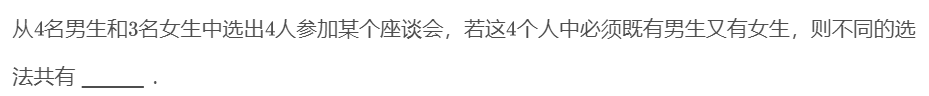 从4名男生和3名女生中选出4人参加某个座谈会，若这4个人中必须既有男生又有女生，则不同的选
法共有 ______ ．